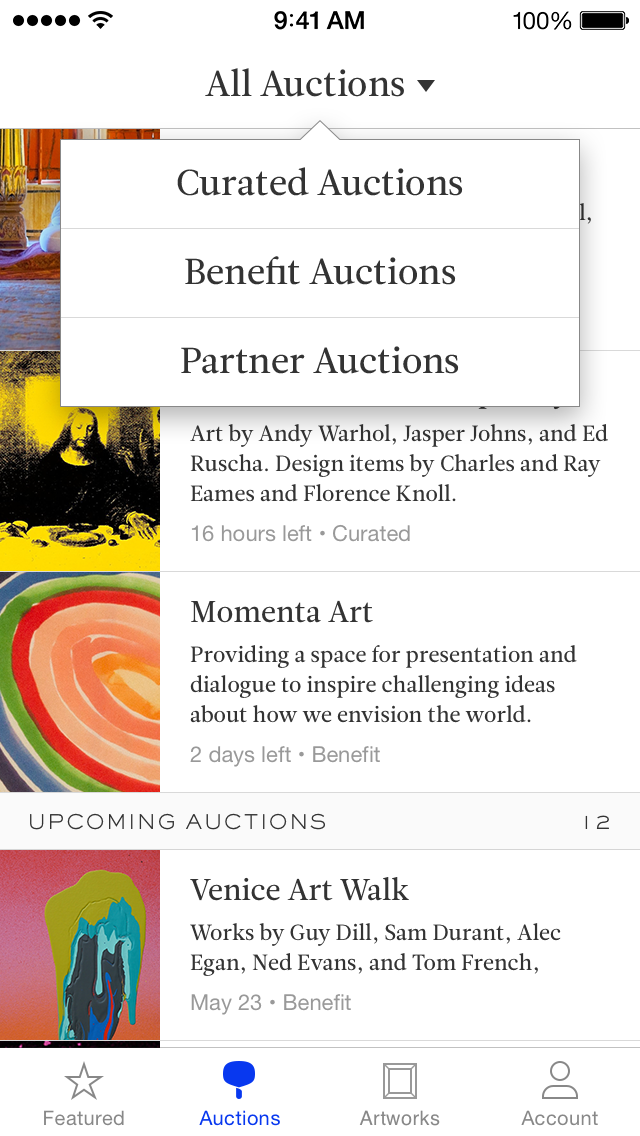 9:41 AM
100%
All Auctions
Curated Auctions
l,
Benefit Auctions
Partner Auctions
Art by Andy Warhol, Jasper Johns, and Ed
Ruscha. Design items by Charles and Ray
Eames and Florence Knoll.
16 hours left • Curated
Momenta Art
Providing a space for presentation and
dialogue to inspire challenging ideas
about how we envision the world.
2 days left • Benefit
UPCOMING AUCTIONS
12
Venice Art Walk
Works by Guy Dill, Sam Durant, Alec
Egan, Ned Evans, and Tom French,
May 23 • Benefit
Featured
Auctions
Artworks
Account